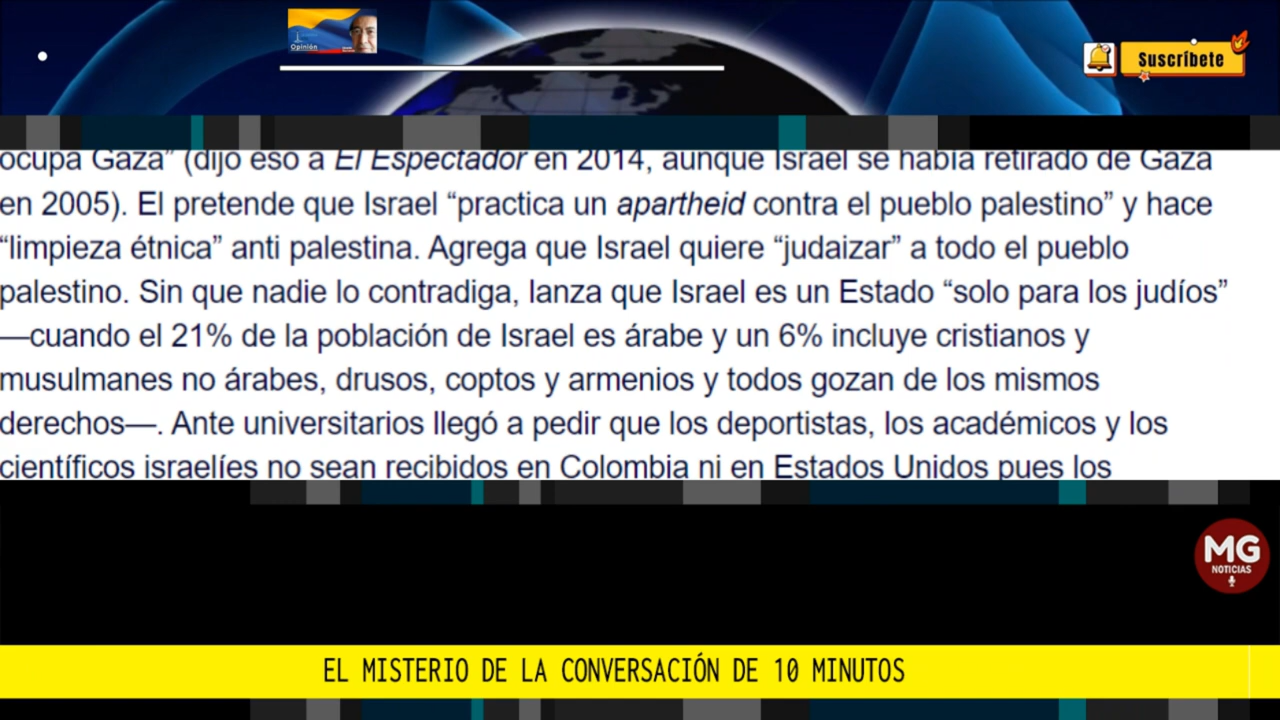 Opinión
Suscríbete
ocupa Gaza” (dijo eso a El Espectador en 2014, aunque Israel se había retirado de Gaza
en 2005). El pretende que Israel “practica un apartheid contra el pueblo palestino” y hace
“limpieza étnica” anti palestina. Agrega que Israel quiere “judaizar” a todo el pueblo
palestino. Sin que nadie lo contradiga, lanza que Israel es un Estado “solo para los judíos”
—cuando el 21% de la población de Israel es árabe y un 6% incluye cristianos y
musulmanes no árabes, drusos, coptos y armenios y todos gozan de los mismos
derechos—. Ante universitarios llegó a pedir que los deportistas, los académicos y los
científicos israelíes no sean recibidos en Colombia ni en Estados Unidos pues los
MG
NOTICIAS
EL MISTERIO DE LA CONVERSACIÓN DE 10 MINUTOS